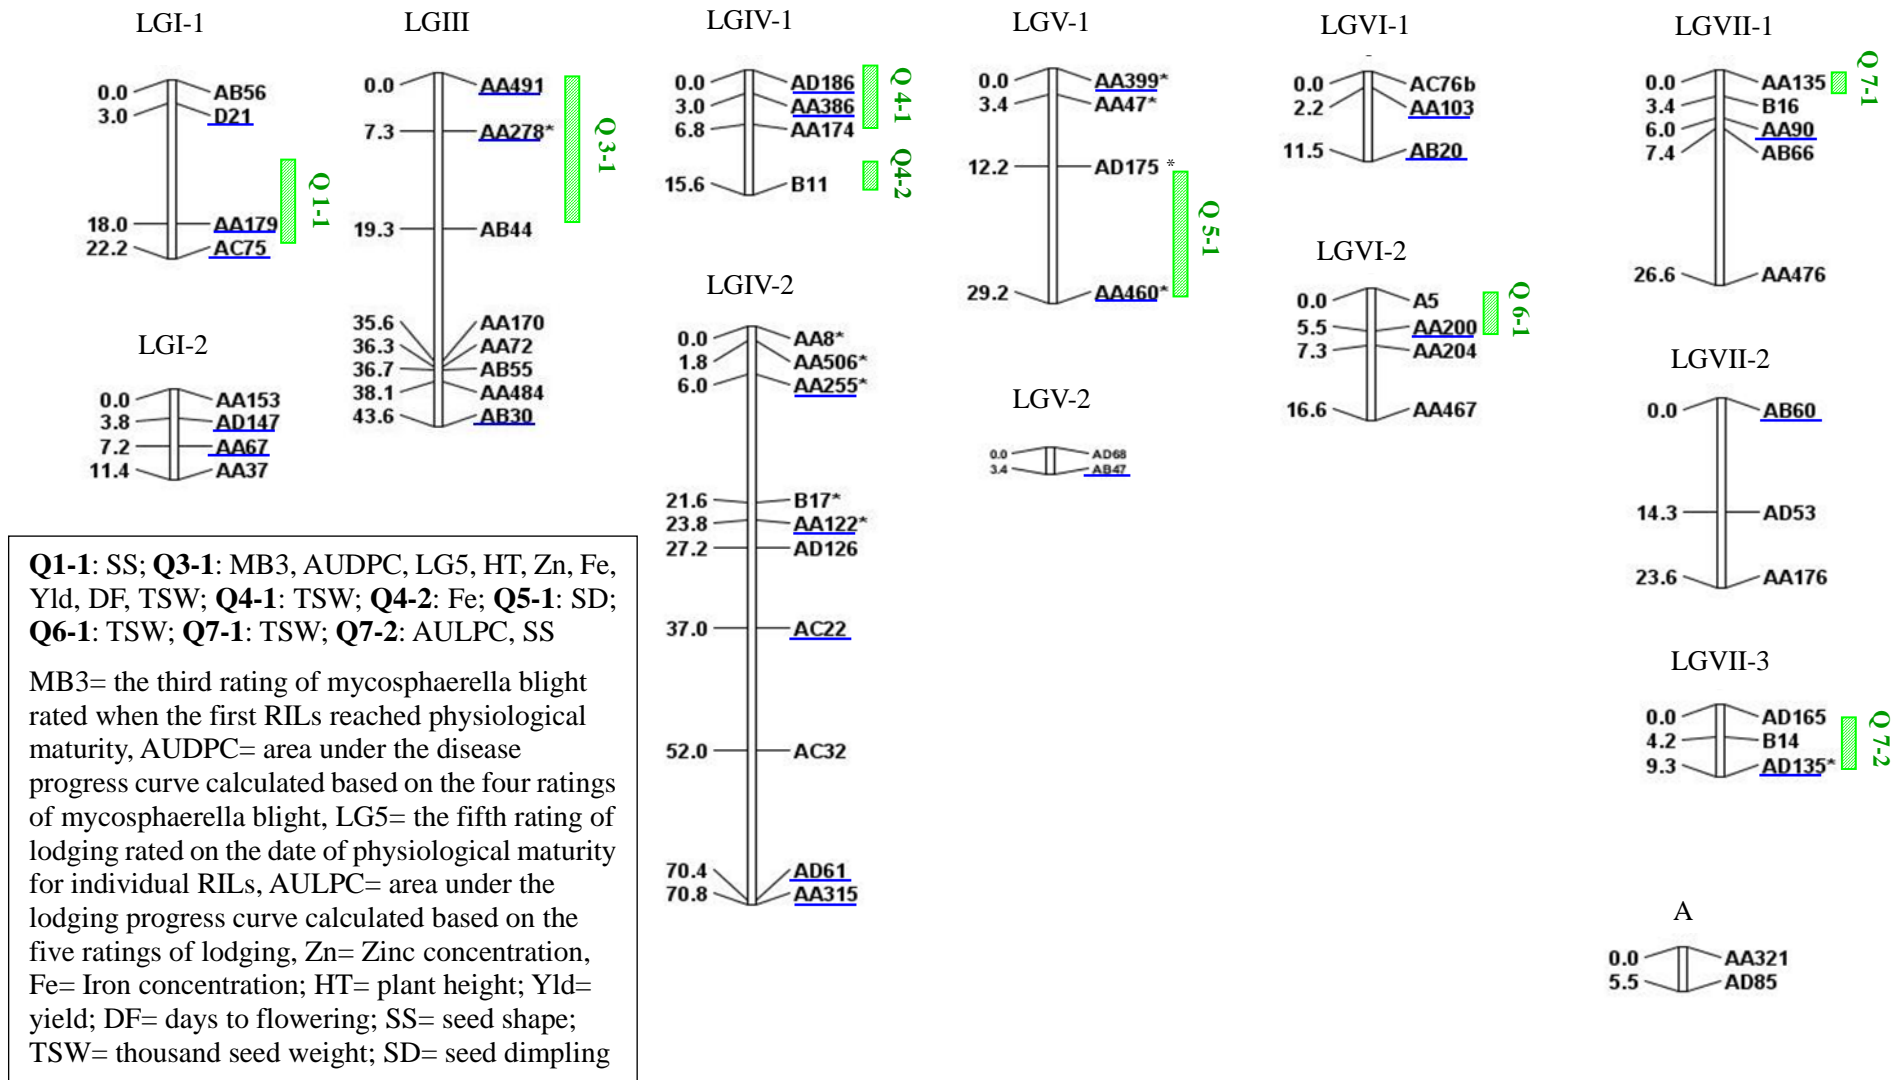 LGI-1
0.0 AB56
3.0 D21
18.0 AA179
22.2 AC75
Q1-1
LGI-2
0.0 AA153
3.8 AD147
7.2 AA67
11.4 AA37
LGIII
0.0 AA491
7.3 AA278*
19.3 AB44
35.6 AA170
36.3 AA72
36.7 AB55
38.1 AA484
43.6 AB30
Q 3-1
LGIV-1
0.0 AD186
3.0 AA386
6.8 AA174
15.6 B11
Q 4-1
Q4-2
LGIV-2
0.0 AA8*
1.8 AA506*
6.0 AA255*
21.6 B17*
23.8 AA122*
27.2 AD126
37.0 AC22
52.0 AC32
70.4 AD61
70.8 AA315
LGV-1
0.0 AA399*
3.4 AA47*
12.2 AD175 *
29.2 AA460*
Q 5-1
LGV-2
0.0 AD68
3.4 AB47
LGVI-1
0.0 AC76b
2.2 AA103
11.5 AB20
LGVI-2
0.0 A5
5.5 AA200
7.3 AA204
16.6 AA467
Q 6-1
LGVII-1
0.0 AA135
3.4 B16
6.0 AA90
7.4 AB66
26.6 AA476
Q 7-1
LGVII-2
0.0 AB60
14.3 AD53
23.6 AA176
LGVII-3
0.0 AD165
4.2 B14
9.3 AD135*
Q 7-2
A
0.0 AA321
5.5 AD85
Q1-1: SS; Q3-1: MB3, AUDPC, LG5, HT, Zn, Fe,
Yld, DF, TSW; Q4-1: TSW; Q4-2: Fe; Q5-1: SD;
Q6-1: TSW; Q7-1: TSW; Q7-2: AULPC, SS
MB3= the third rating of mycosphaerella blight
rated when the first RILs reached physiological
maturity, AUDPC= area under the disease
progress curve calculated based on the four ratings
of mycosphaerella blight, LG5= the fifth rating of
lodging rated on the date of physiological maturity
for individual RILs, AULPC= area under the
lodging progress curve calculated based on the
five ratings of lodging, Zn= Zinc concentration,
Fe= Iron concentration; HT= plant height; Yld=
yield; DF= days to flowering; SS= seed shape;
TSW= thousand seed weight; SD= seed dimpling